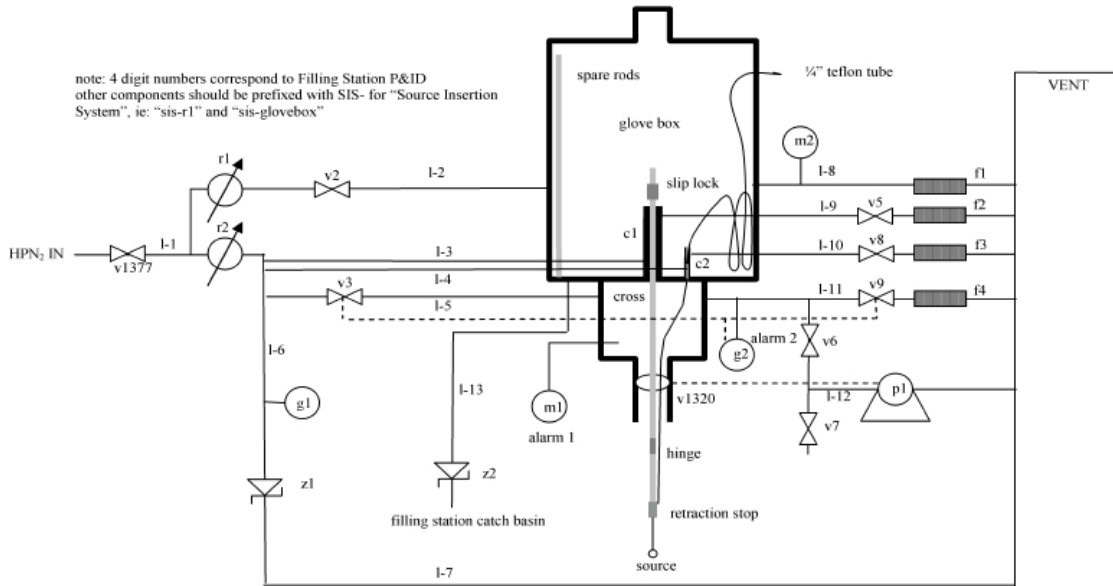 note: 4 digit numbers correspond to Filling Station P&ID
other components should be prefixed with SIS- for “Source Insertion
System”, ie: “sis-r1” and “sis-glovebox”
spare rods
¼” teflon tube
VENT
glove box
m2
r1
v2
l-2
l-8
f1
slip lock
l-9
v5
f2
r2
HPN₂ IN
l-1
v1377
c1
l-3
l-10
v8
f3
c2
l-4
v3
cross
l-11
v9
f4
l-5
alarm 2
v6
l-6
g2
l-13
m1
v1320
l-12
p1
g1
alarm 1
v7
hinge
z1
z2
filling station catch basin
retraction stop
source
l-7